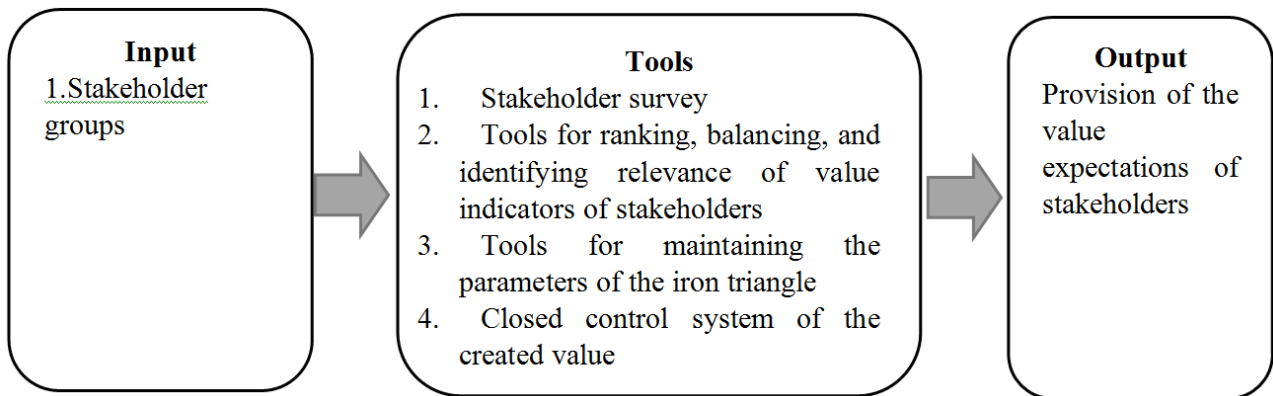 Input
1.Stakeholder
groups
Tools
1. Stakeholder survey
2. Tools for ranking, balancing, and
identifying relevance of value
indicators of stakeholders
3. Tools for maintaining the
parameters of the iron triangle
4. Closed control system of the
created value
Output
Provision of the
value
expectations of
stakeholders